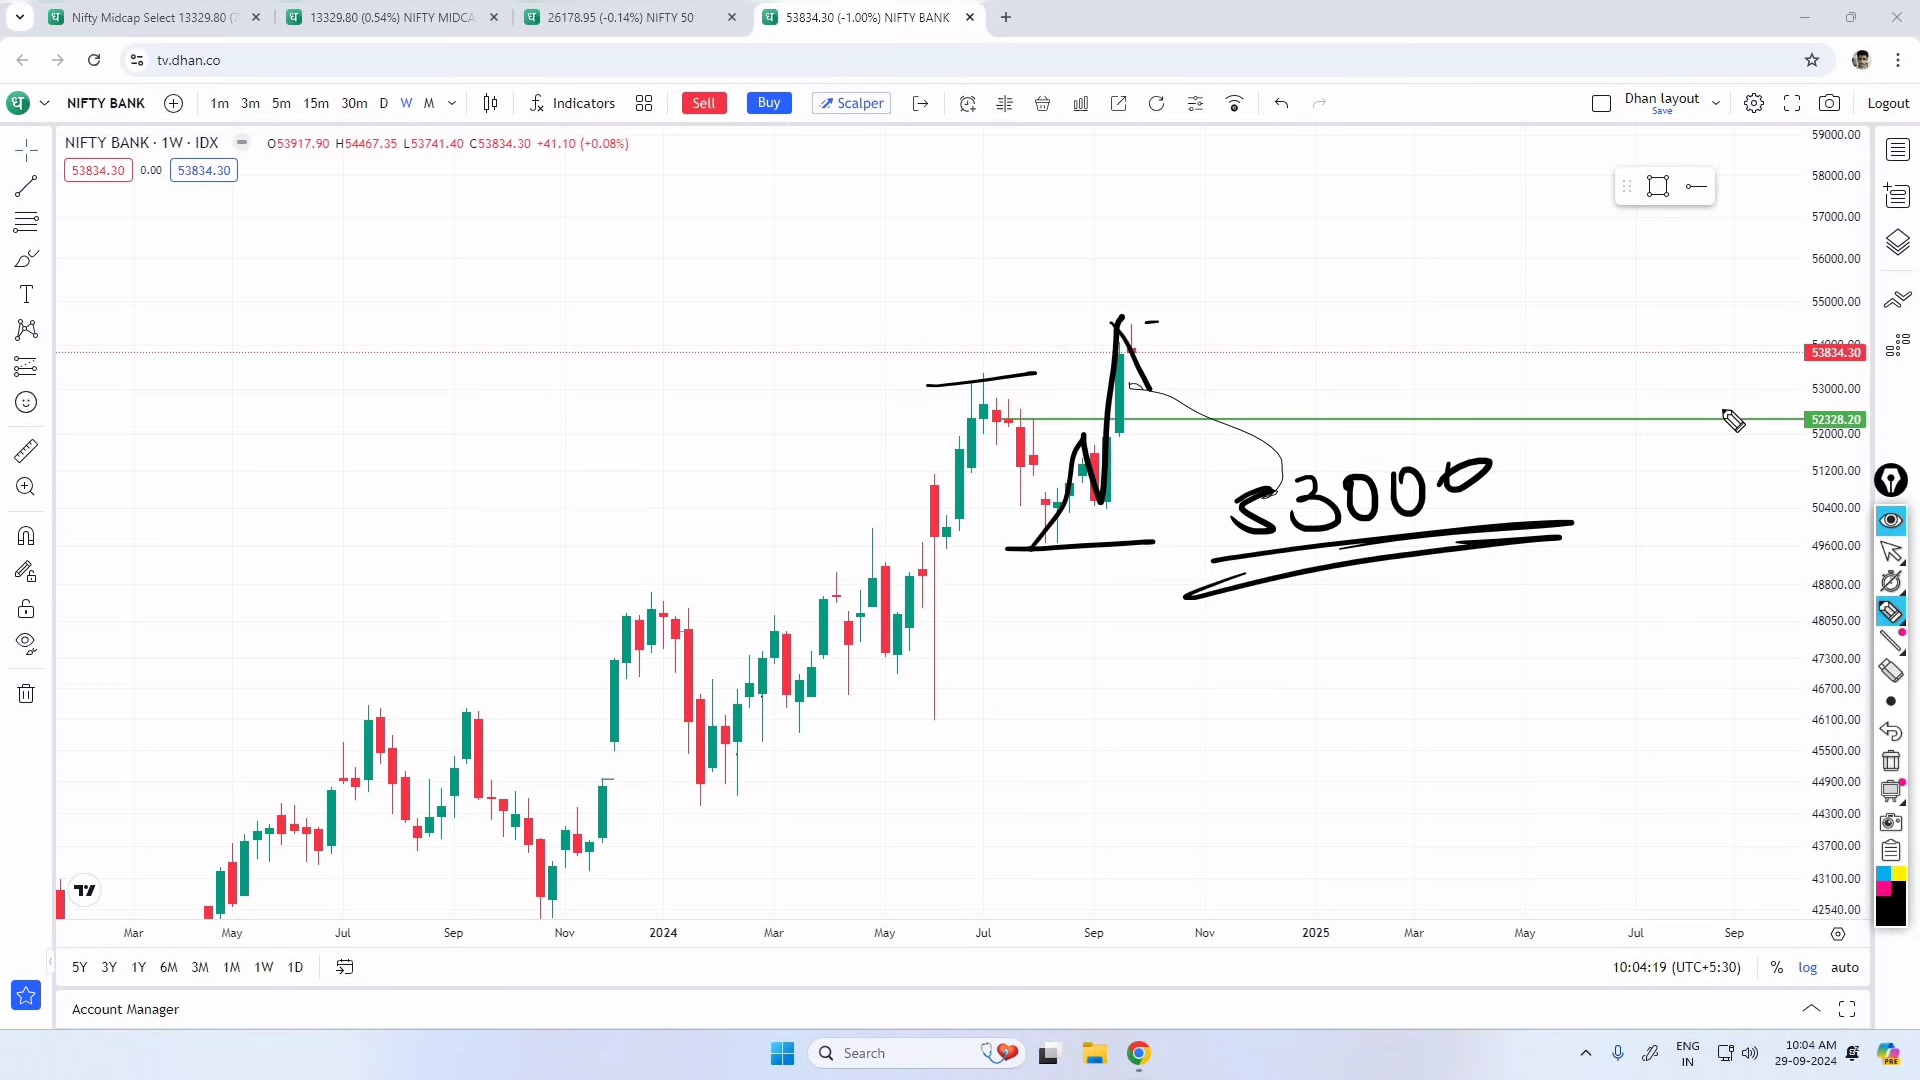 Nifty Midcap Select 13329.80 (
13329.80 (0.54%) NIFTY MIDCA
26178.95 (-0.14%) NIFTY 50
53834.30 (-1.00%) NIFTY BANK
tv.dhan.co
NIFTY BANK 1m 3m 5m 15m 30m D W M Indicators Sell Buy Scalper Dhan layout Save Logout
NIFTY BANK · 1W · IDX O53917.90 H54467.35 L53741.40 C53834.30 +41.10 (+0.08%)
53834.30 0.00 53834.30
59000.00
58000.00
57000.00
56000.00
55000.00
54000.00
53834.30
53000.00
52328.20
52000.00
51200.00
50400.00
49600.00
48800.00
48050.00
47300.00
46700.00
46100.00
45500.00
44900.00
44300.00
43700.00
43100.00
42540.00
53000
Mar May Jul Sep Nov 2024 Mar May Jul Sep Nov 2025 Mar May Jul Sep
5Y 3Y 1Y 6M 3M 1M 1W 1D 10:04:19 (UTC+5:30) % log auto
Account Manager
Search
ENG
IN
10:04 AM
29-09-2024
PRE